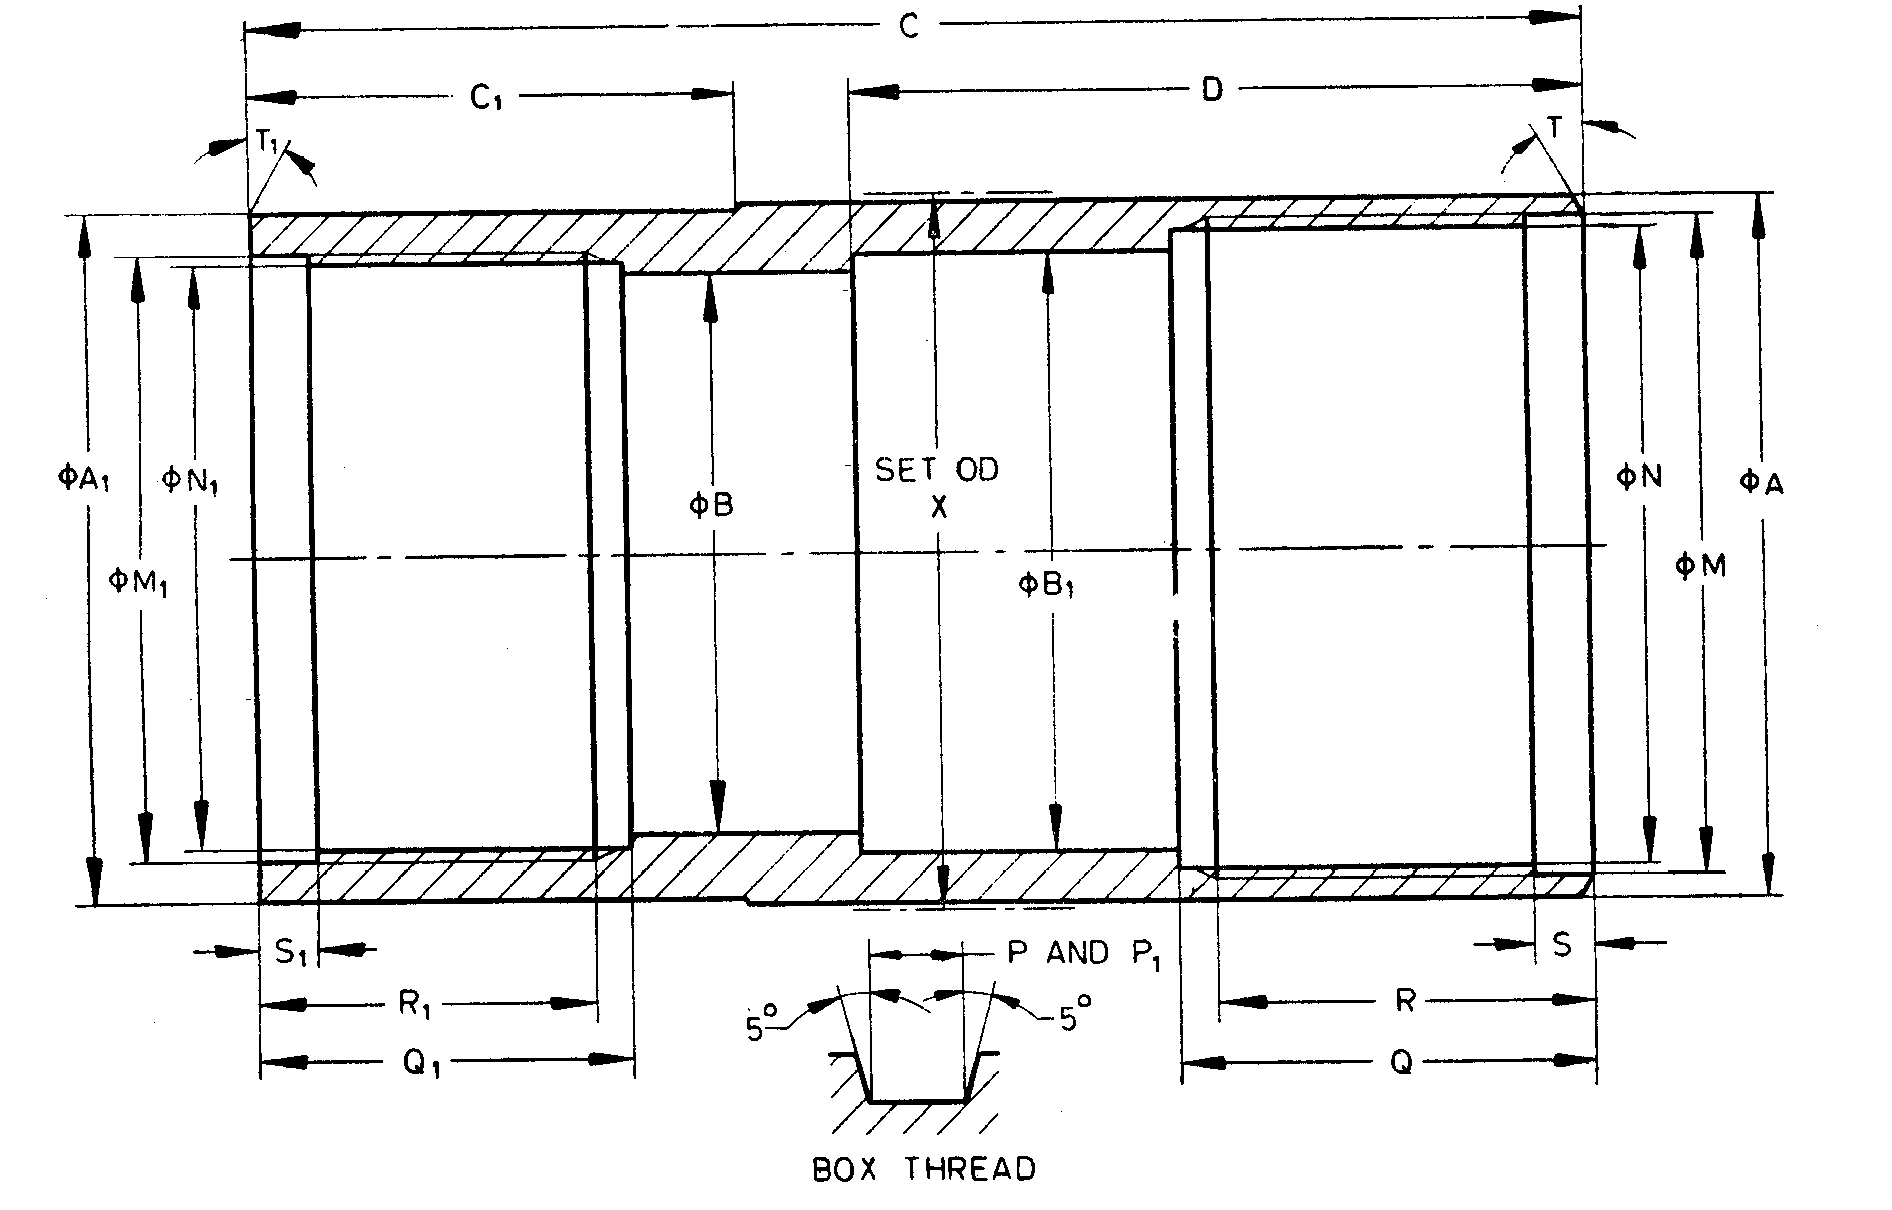 C
C₁
D
T₁
T
ϕA₁
ϕN₁
ϕB
SET OD
X
ϕN
ϕA
ϕM₁
ϕB₁
ϕM
S₁
P AND P₁
S
R₁
5°
5°
R
Q₁
Q
BOX THREAD